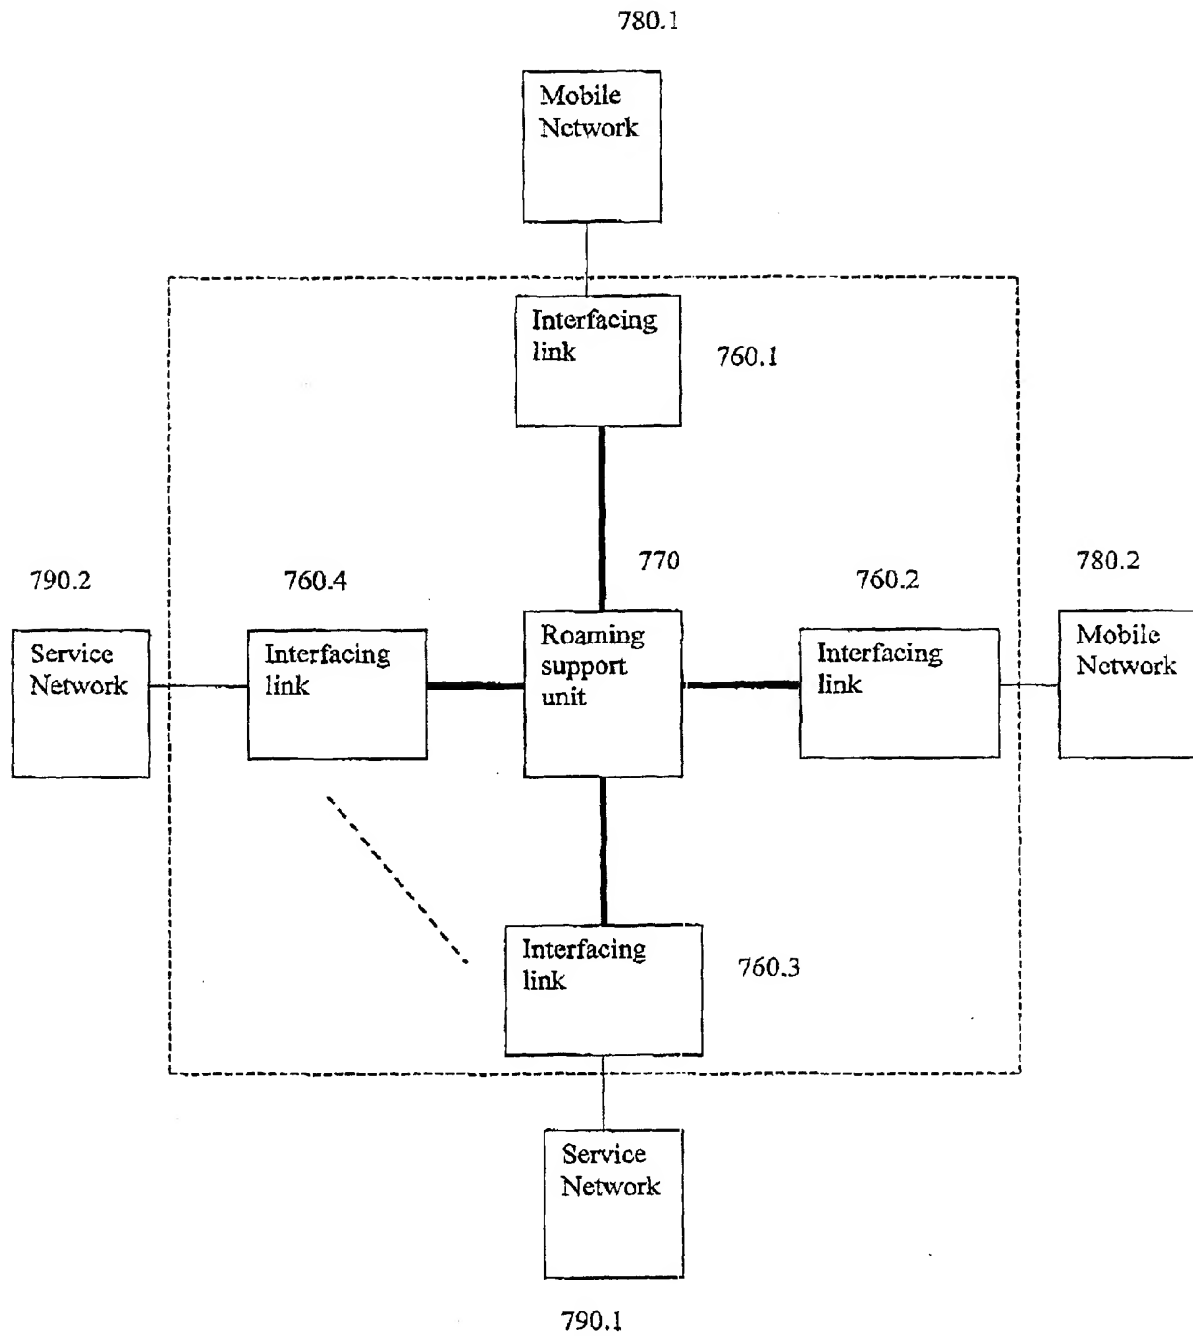 780.1
Mobile
Network
Interfacing
link
760.1
790.2
760.4
770
760.2
780.2
Service
Network
Interfacing
link
Roaming
support
unit
Interfacing
link
Mobile
Network
Interfacing
link
760.3
Service
Network
790.1